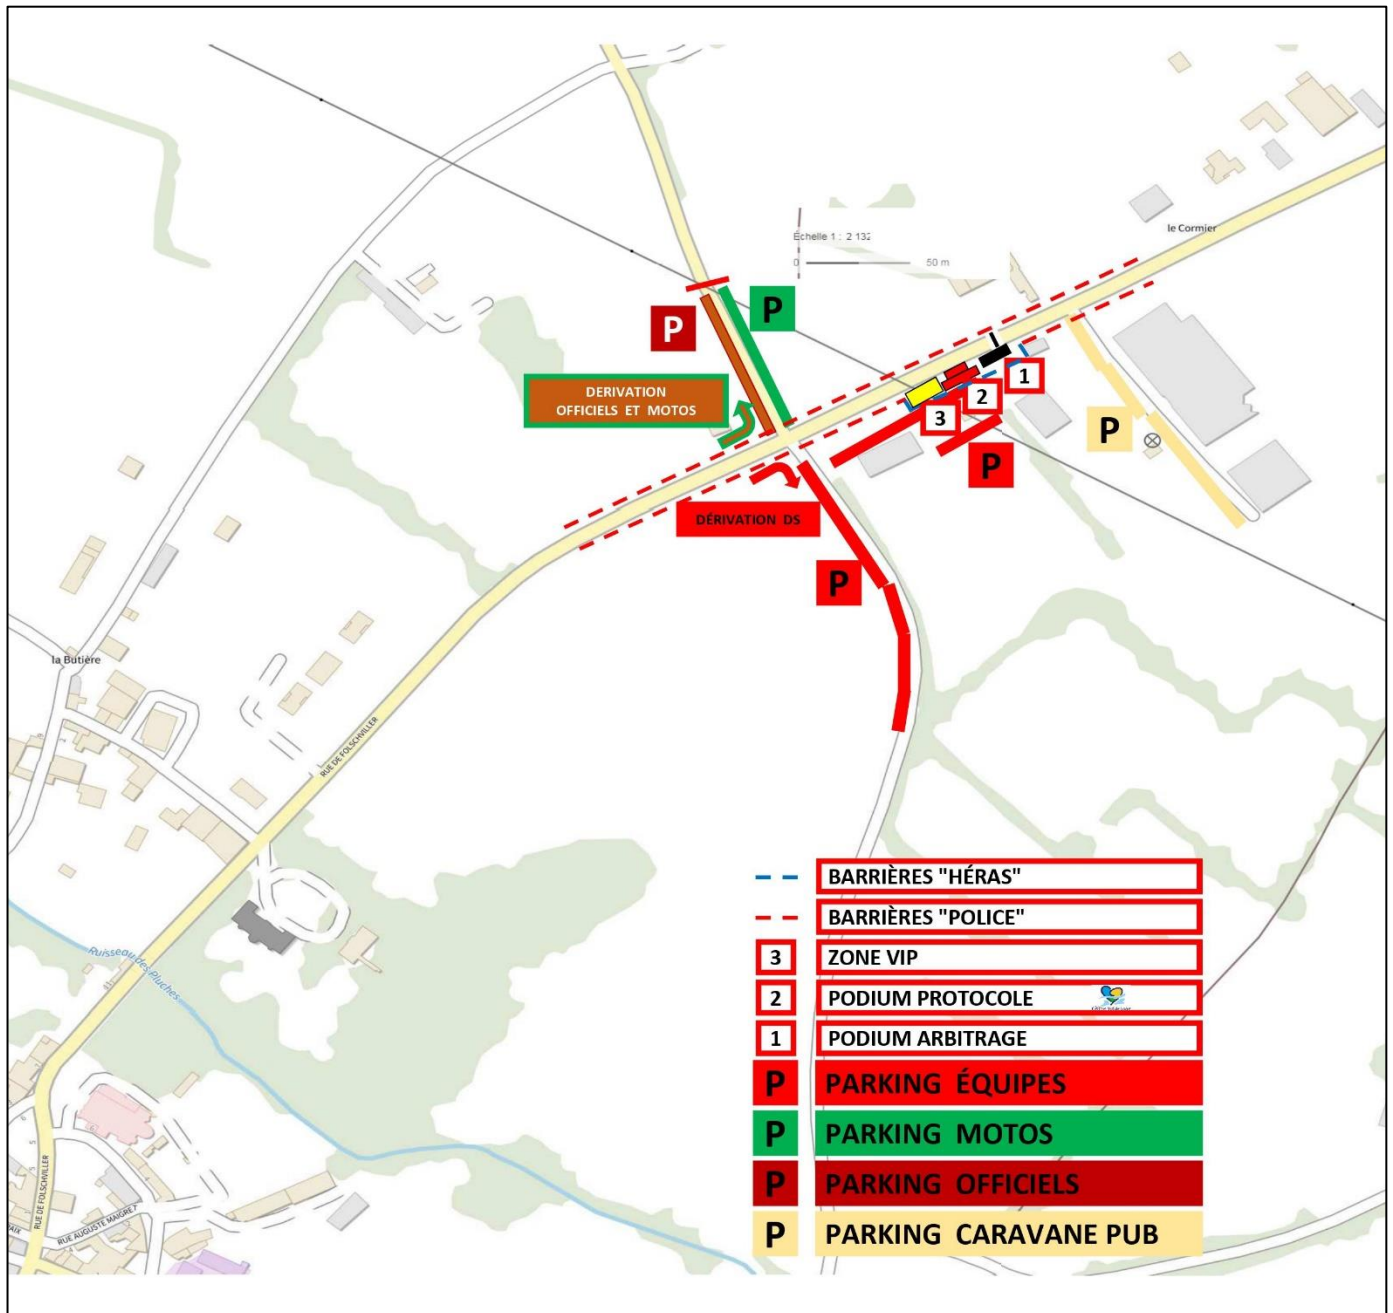 le Cormier
Échelle 1 : 2 132
0 50 m
P
P
DERIVATION
OFFICIELS ET MOTOS
1
2
3
P
P
DÉRIVATION DS
P
la Butière
RUE DE FOLSCHVILLER
Ruisseau des Pluches
RUE DE FOLSCHVILLER
RUE AUGUSTE MAIGRET
BARRIÈRES "HÉRAS"
BARRIÈRES "POLICE"
3 ZONE VIP
2 PODIUM PROTOCOLE
1 PODIUM ARBITRAGE
P PARKING ÉQUIPES
P PARKING MOTOS
P PARKING OFFICIELS
P PARKING CARAVANE PUB